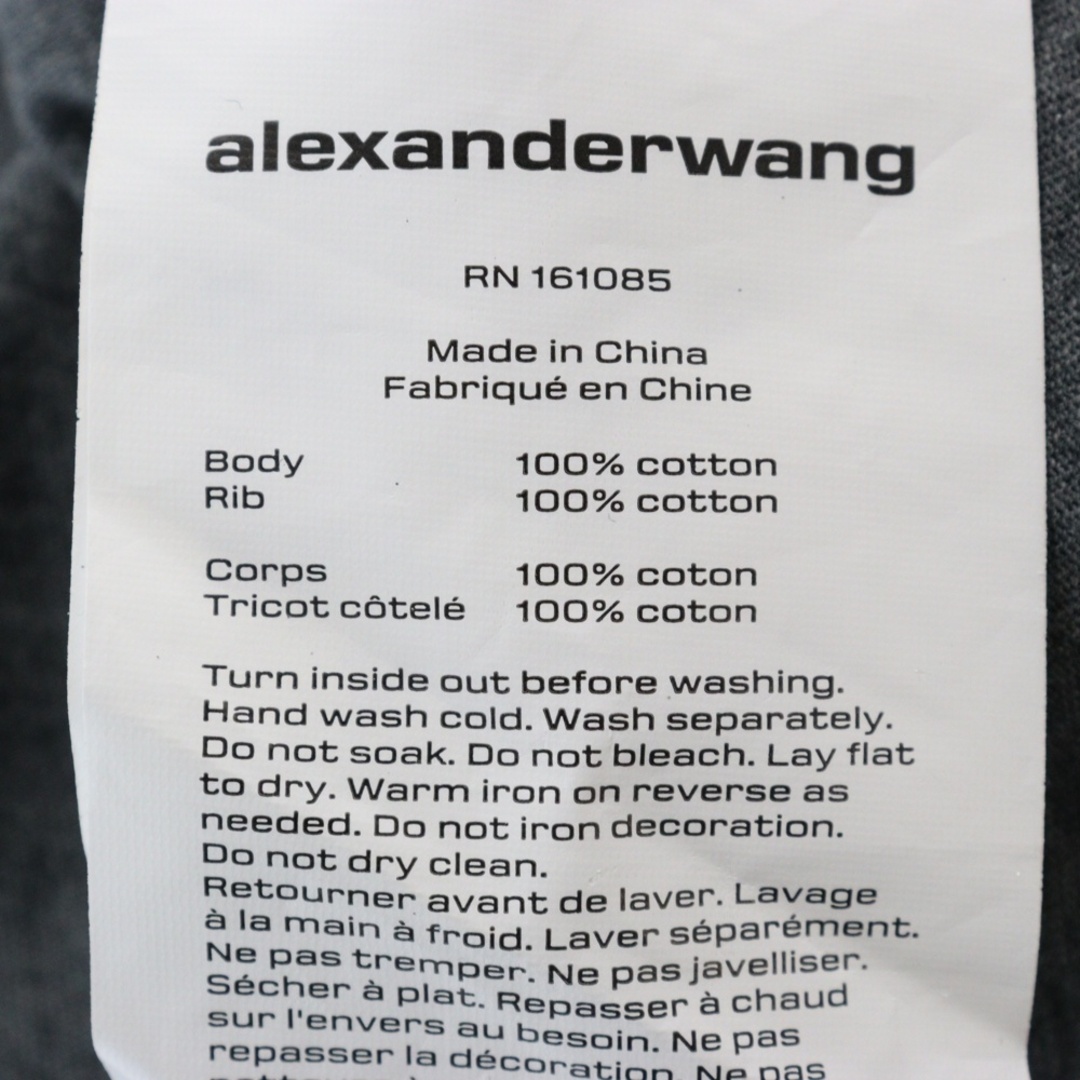 alexanderwang
RN 161085
Made in China
Fabriqué en Chine
Body 100% cotton
Rib 100% cotton
Corps 100% coton
Tricot côtelé 100% coton
Turn inside out before washing.
Hand wash cold. Wash separately.
Do not soak. Do not bleach. Lay flat
to dry. Warm iron on reverse as
needed. Do not iron decoration.
Do not dry clean.
Retourner avant de laver. Lavage
à la main à froid. Laver séparément.
Ne pas tremper. Ne pas javelliser.
Sécher à plat. Repasser à chaud
sur l'envers au besoin. Ne pas
repasser la décoration. Ne pas